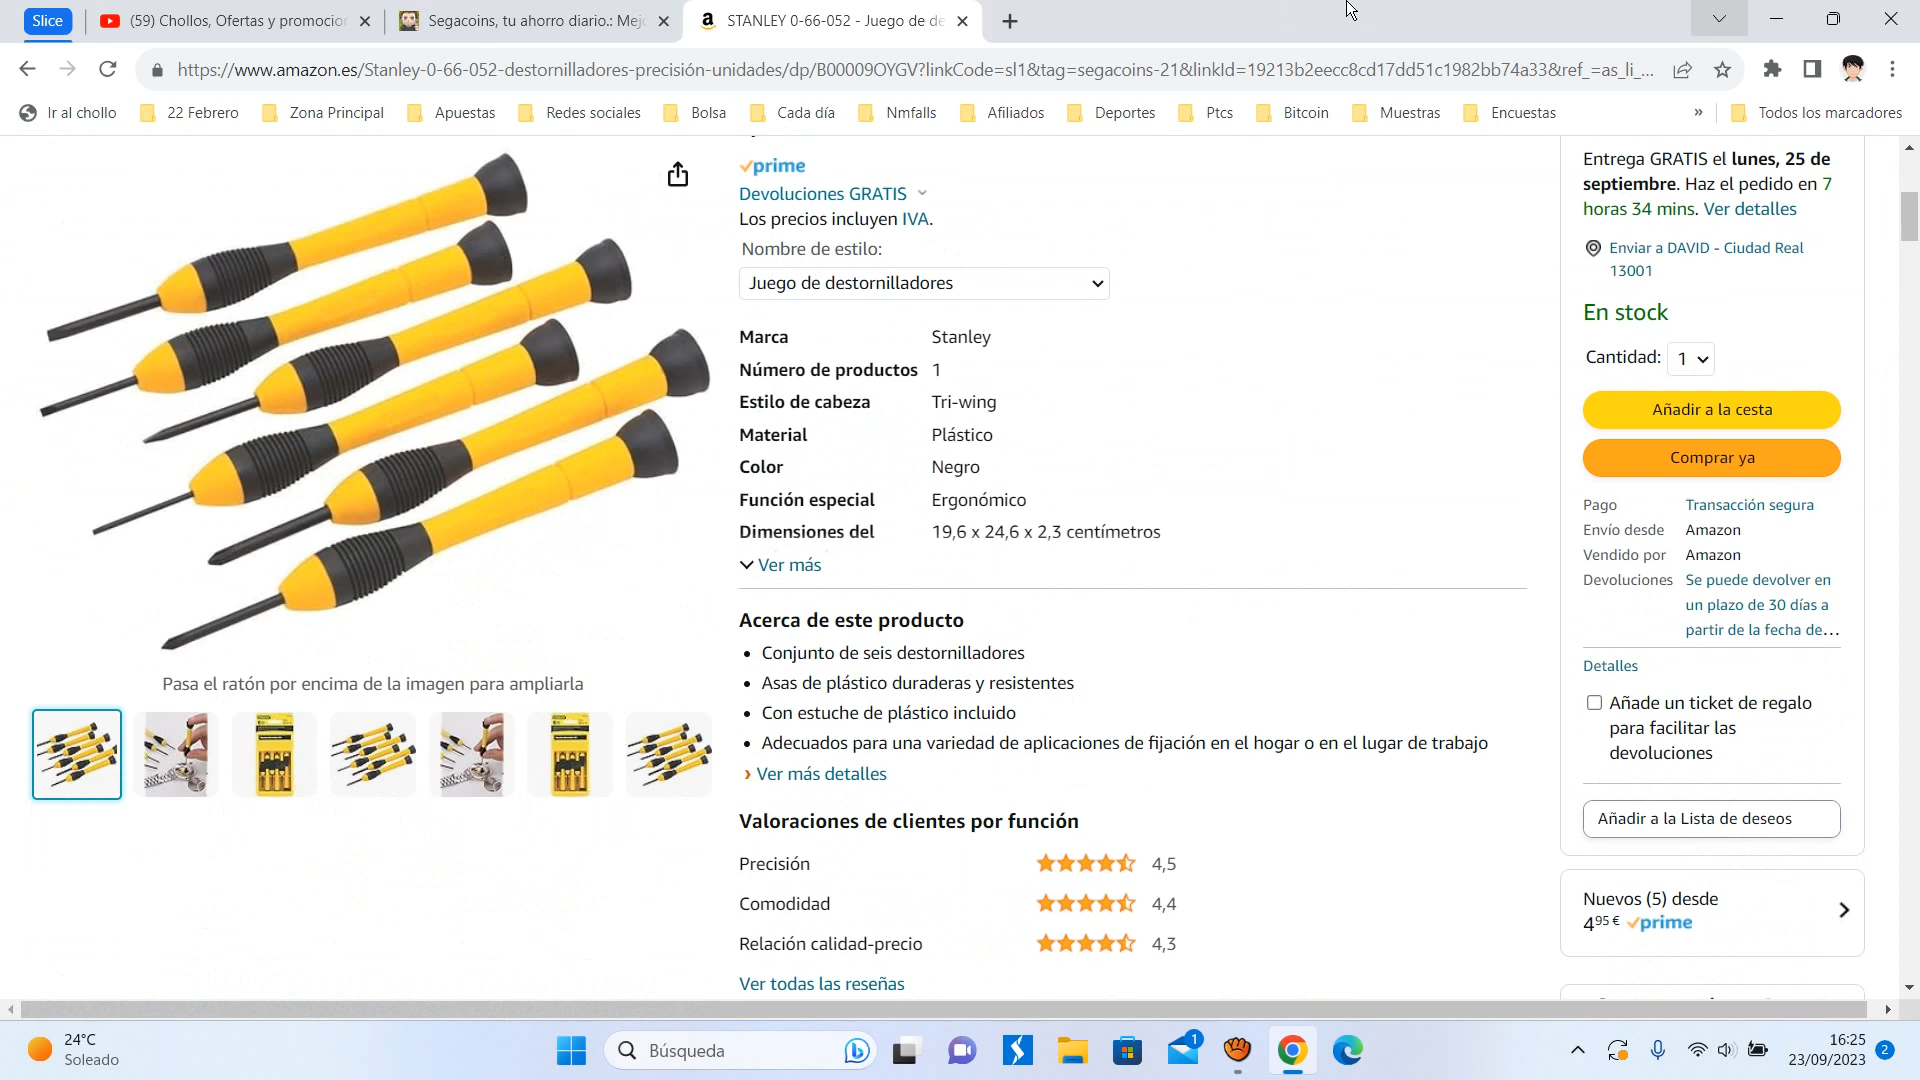 Slice
(59) Chollos, Ofertas y promocion
Segacoins, tu ahorro diario.: Mejo
STANLEY 0-66-052 - Juego de de
https://www.amazon.es/Stanley-0-66-052-destornilladores-precisión-unidades/dp/B00009OYGV?linkCode=sl1&tag=segacoins-21&linkId=19213b2eecc8cd17dd51c1982bb74a33&ref_=as_li_...
Ir al chollo
22 Febrero
Zona Principal
Apuestas
Redes sociales
Bolsa
Cada día
Nmfalls
Afiliados
Deportes
Ptcs
Bitcoin
Muestras
Encuestas
»
Todos los marcadores
prime
Devoluciones GRATIS
Los precios incluyen IVA.
Nombre de estilo:
Juego de destornilladores
Marca Stanley
Número de productos 1
Estilo de cabeza Tri-wing
Material Plástico
Color Negro
Función especial Ergonómico
Dimensiones del 19,6 x 24,6 x 2,3 centímetros
Ver más
Acerca de este producto
• Conjunto de seis destornilladores
• Asas de plástico duraderas y resistentes
• Con estuche de plástico incluido
• Adecuados para una variedad de aplicaciones de fijación en el hogar o en el lugar de trabajo
› Ver más detalles
Valoraciones de clientes por función
Precisión 4,5
Comodidad 4,4
Relación calidad-precio 4,3
Ver todas las reseñas
Pasa el ratón por encima de la imagen para ampliarla
Entrega GRATIS el lunes, 25 de
septiembre. Haz el pedido en 7
horas 34 mins. Ver detalles
Enviar a DAVID - Ciudad Real
13001
En stock
Cantidad: 1
Añadir a la cesta
Comprar ya
Pago Transacción segura
Envío desde Amazon
Vendido por Amazon
Devoluciones Se puede devolver en
un plazo de 30 días a
partir de la fecha de...
Detalles
Añade un ticket de regalo
para facilitar las
devoluciones
Añadir a la Lista de deseos
Nuevos (5) desde
4,95 € prime
24°C
Soleado
Búsqueda
1
16:25
23/09/2023
2